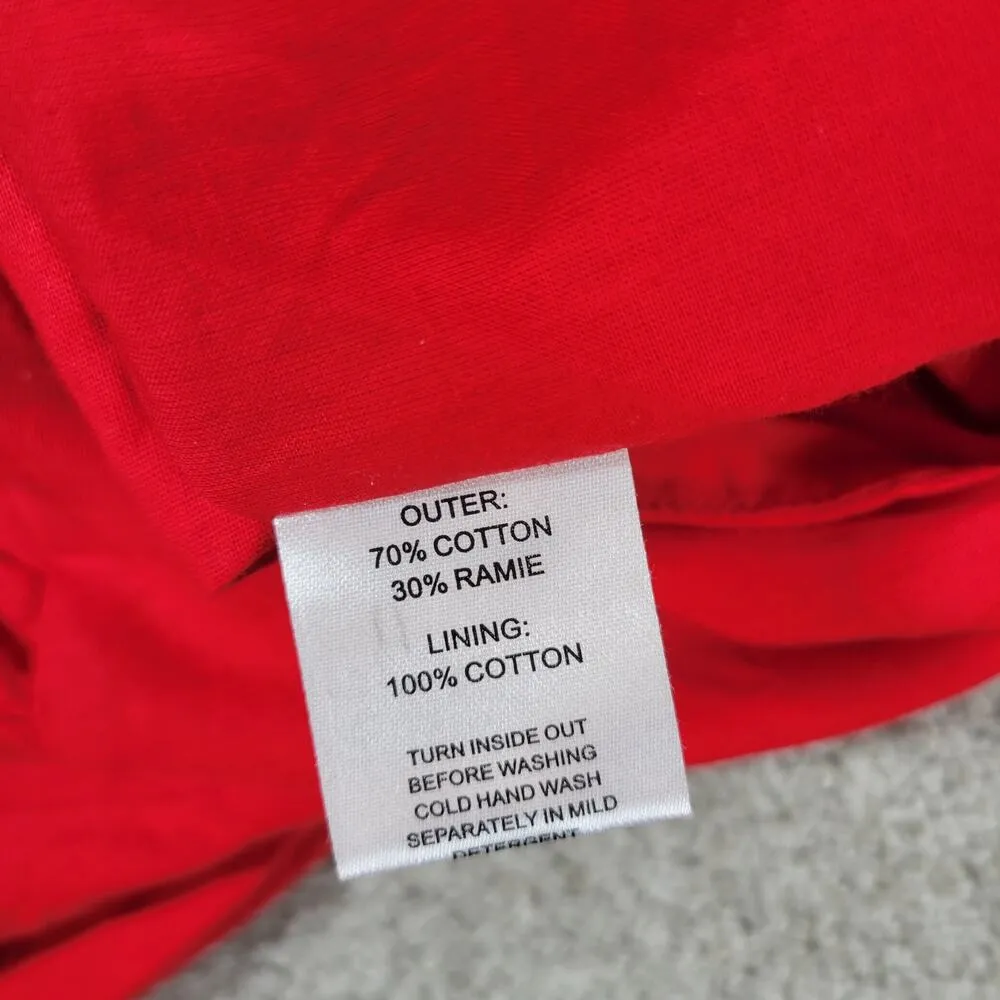 OUTER:
70% COTTON
30% RAMIE
LINING:
100% COTTON
TURN INSIDE OUT
BEFORE WASHING
COLD HAND WASH
SEPARATELY IN MILD
DETERGENT